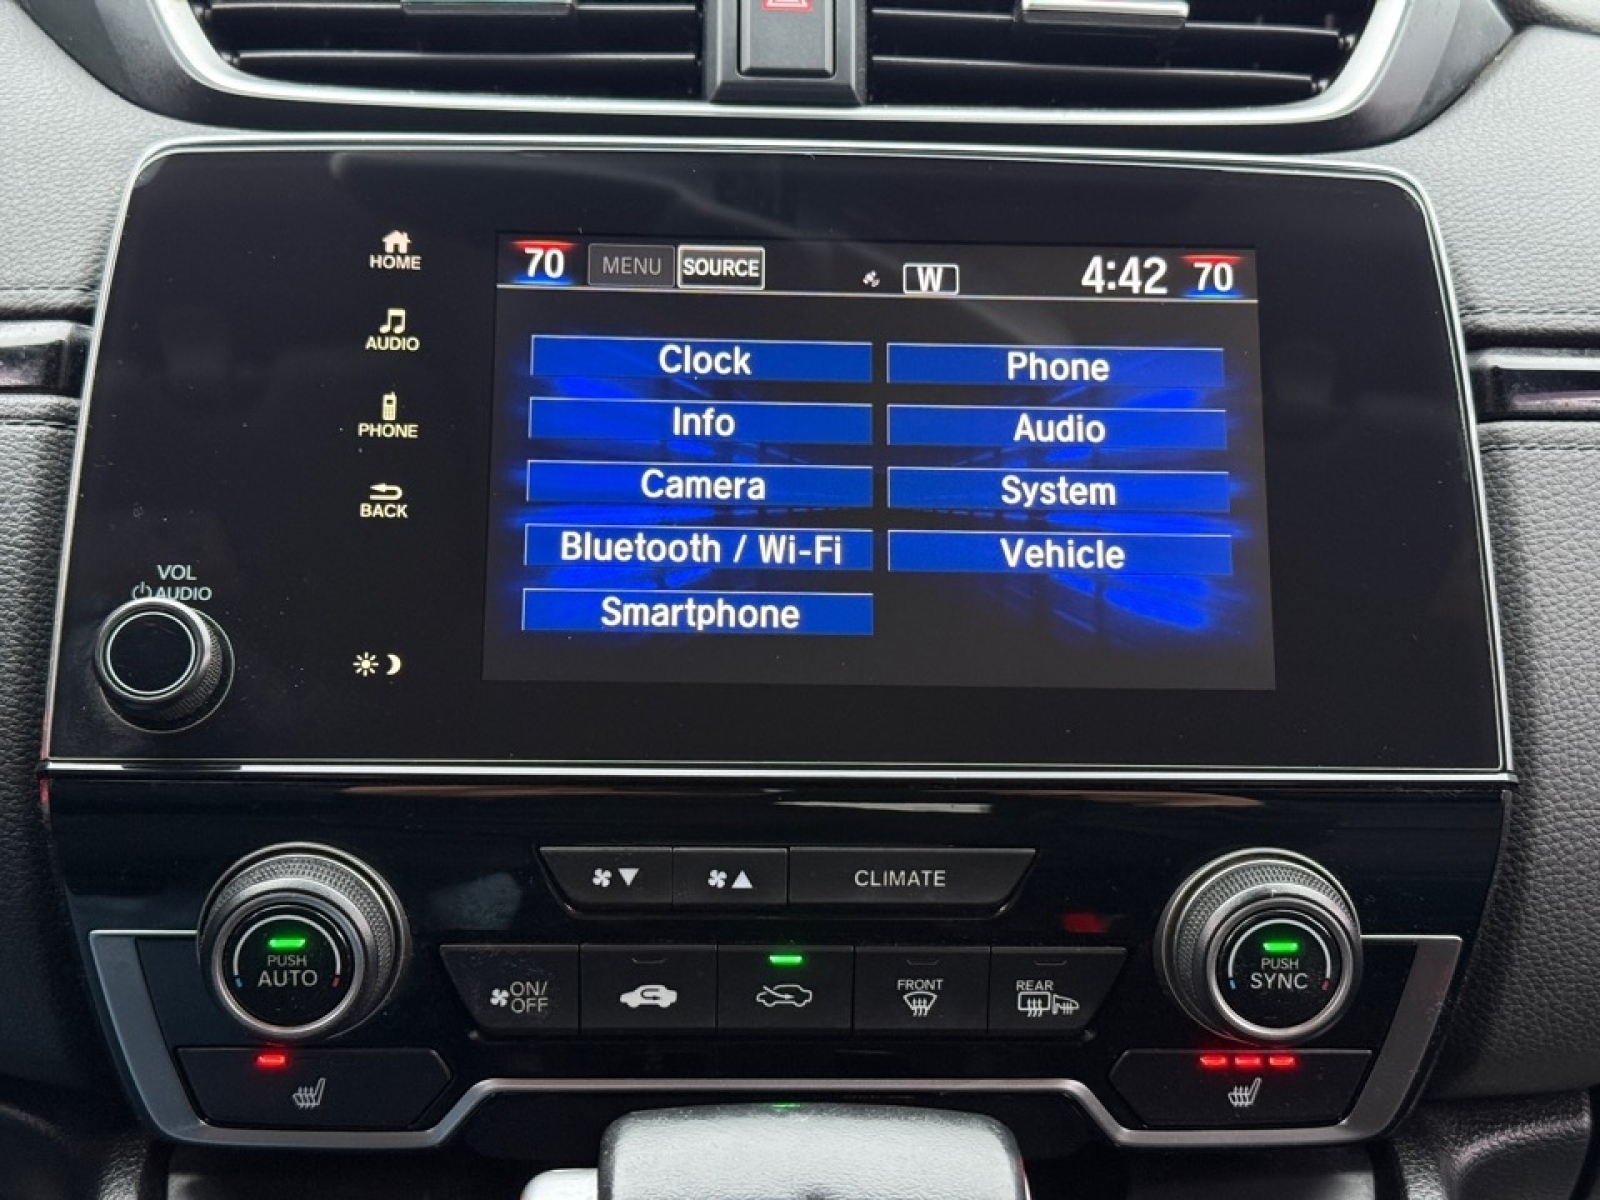 HOME
AUDIO
PHONE
BACK
VOL
AUDIO
70 MENU SOURCE W 4:42 70
Clock Phone
Info Audio
Camera System
Bluetooth / Wi-Fi Vehicle
Smartphone
CLIMATE
PUSH
AUTO
ON/
OFF
FRONT
REAR
PUSH
SYNC